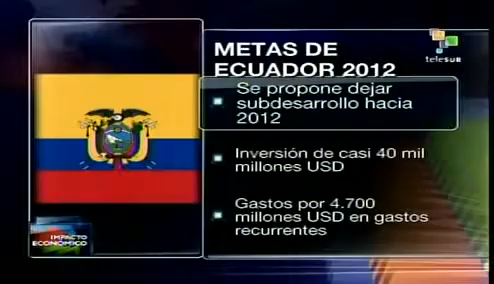 METAS DE
ECUADOR 2012
teleSUR
Se propone dejar
subdesarrollo hacia
2012
Inversión de casi 40 mil
millones USD
Gastos por 4.700
millones USD en gastos
recurrentes
IMPACTO
ECONÓMICO